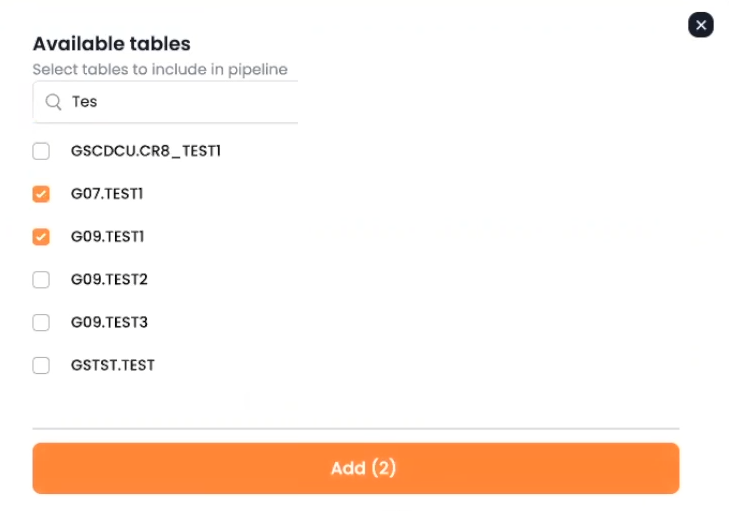 Available tables
Select tables to include in pipeline
Tes
GSCDCU.CR8_TEST1
G07.TEST1
G09.TEST1
G09.TEST2
G09.TEST3
GSTST.TEST
Add (2)